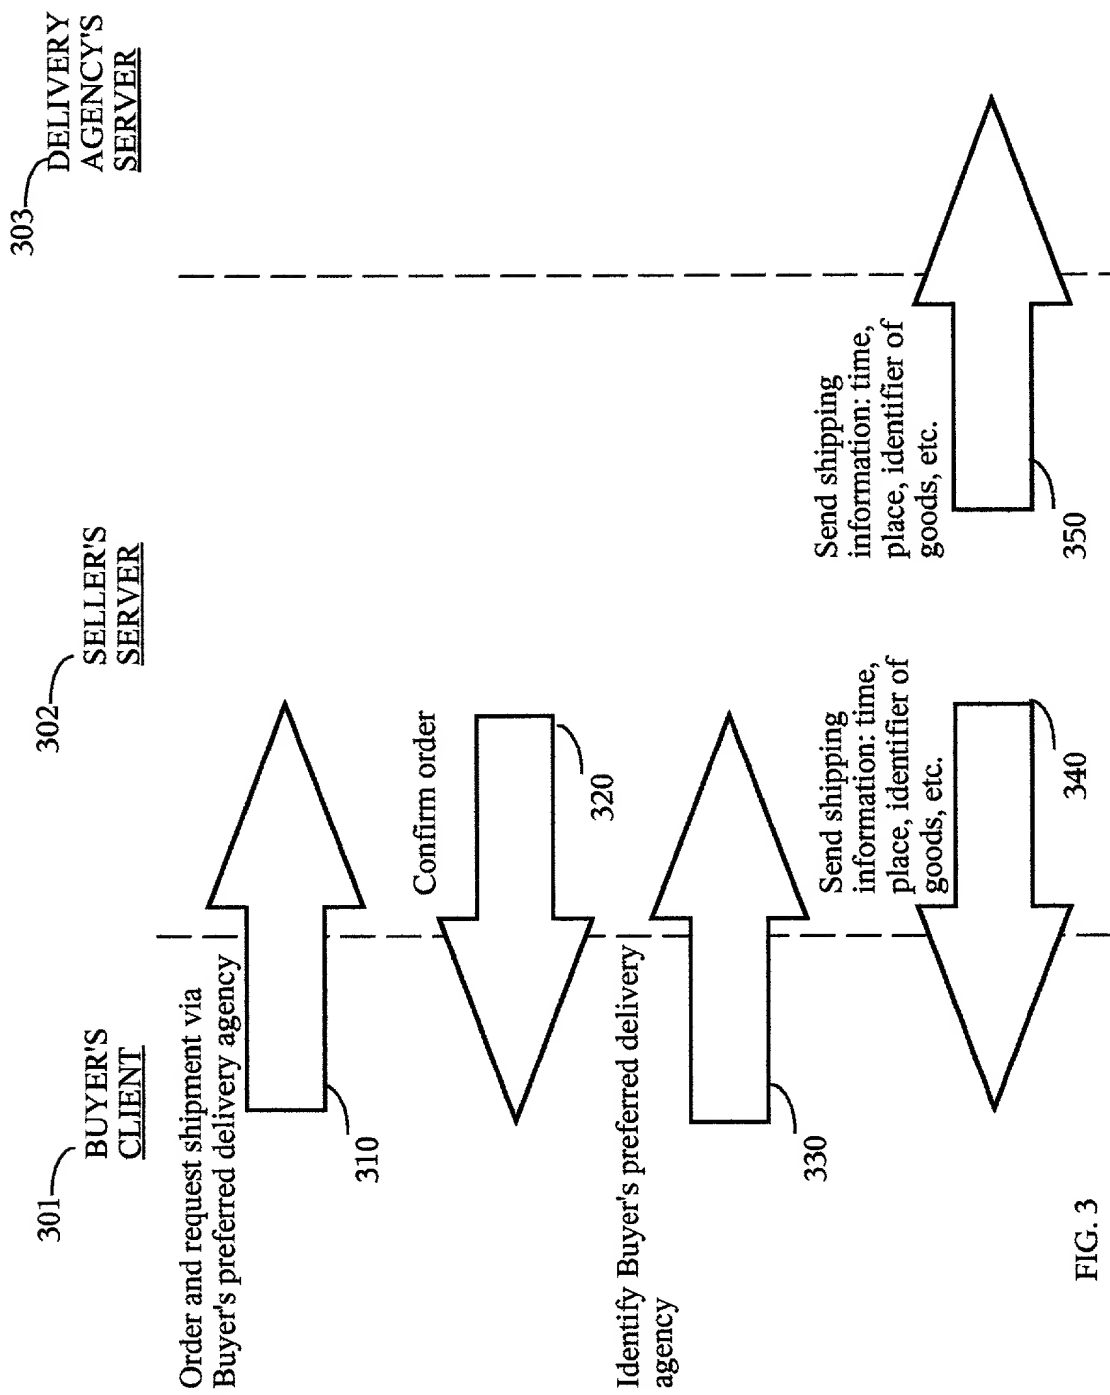 301
BUYER'S
CLIENT
302
SELLER'S
SERVER
303
DELIVERY
AGENCY'S
SERVER
Order and request shipment via
Buyer's preferred delivery agency
310
Confirm order
320
Identify Buyer's preferred delivery
agency
330
Send shipping
information: time,
place, identifier of
goods, etc.
340
Send shipping
information: time,
place, identifier of
goods, etc.
350
FIG. 3